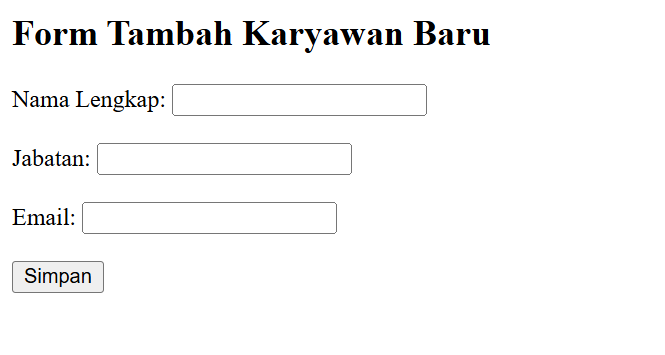 Form Tambah Karyawan Baru
Nama Lengkap:
Jabatan:
Email:
Simpan